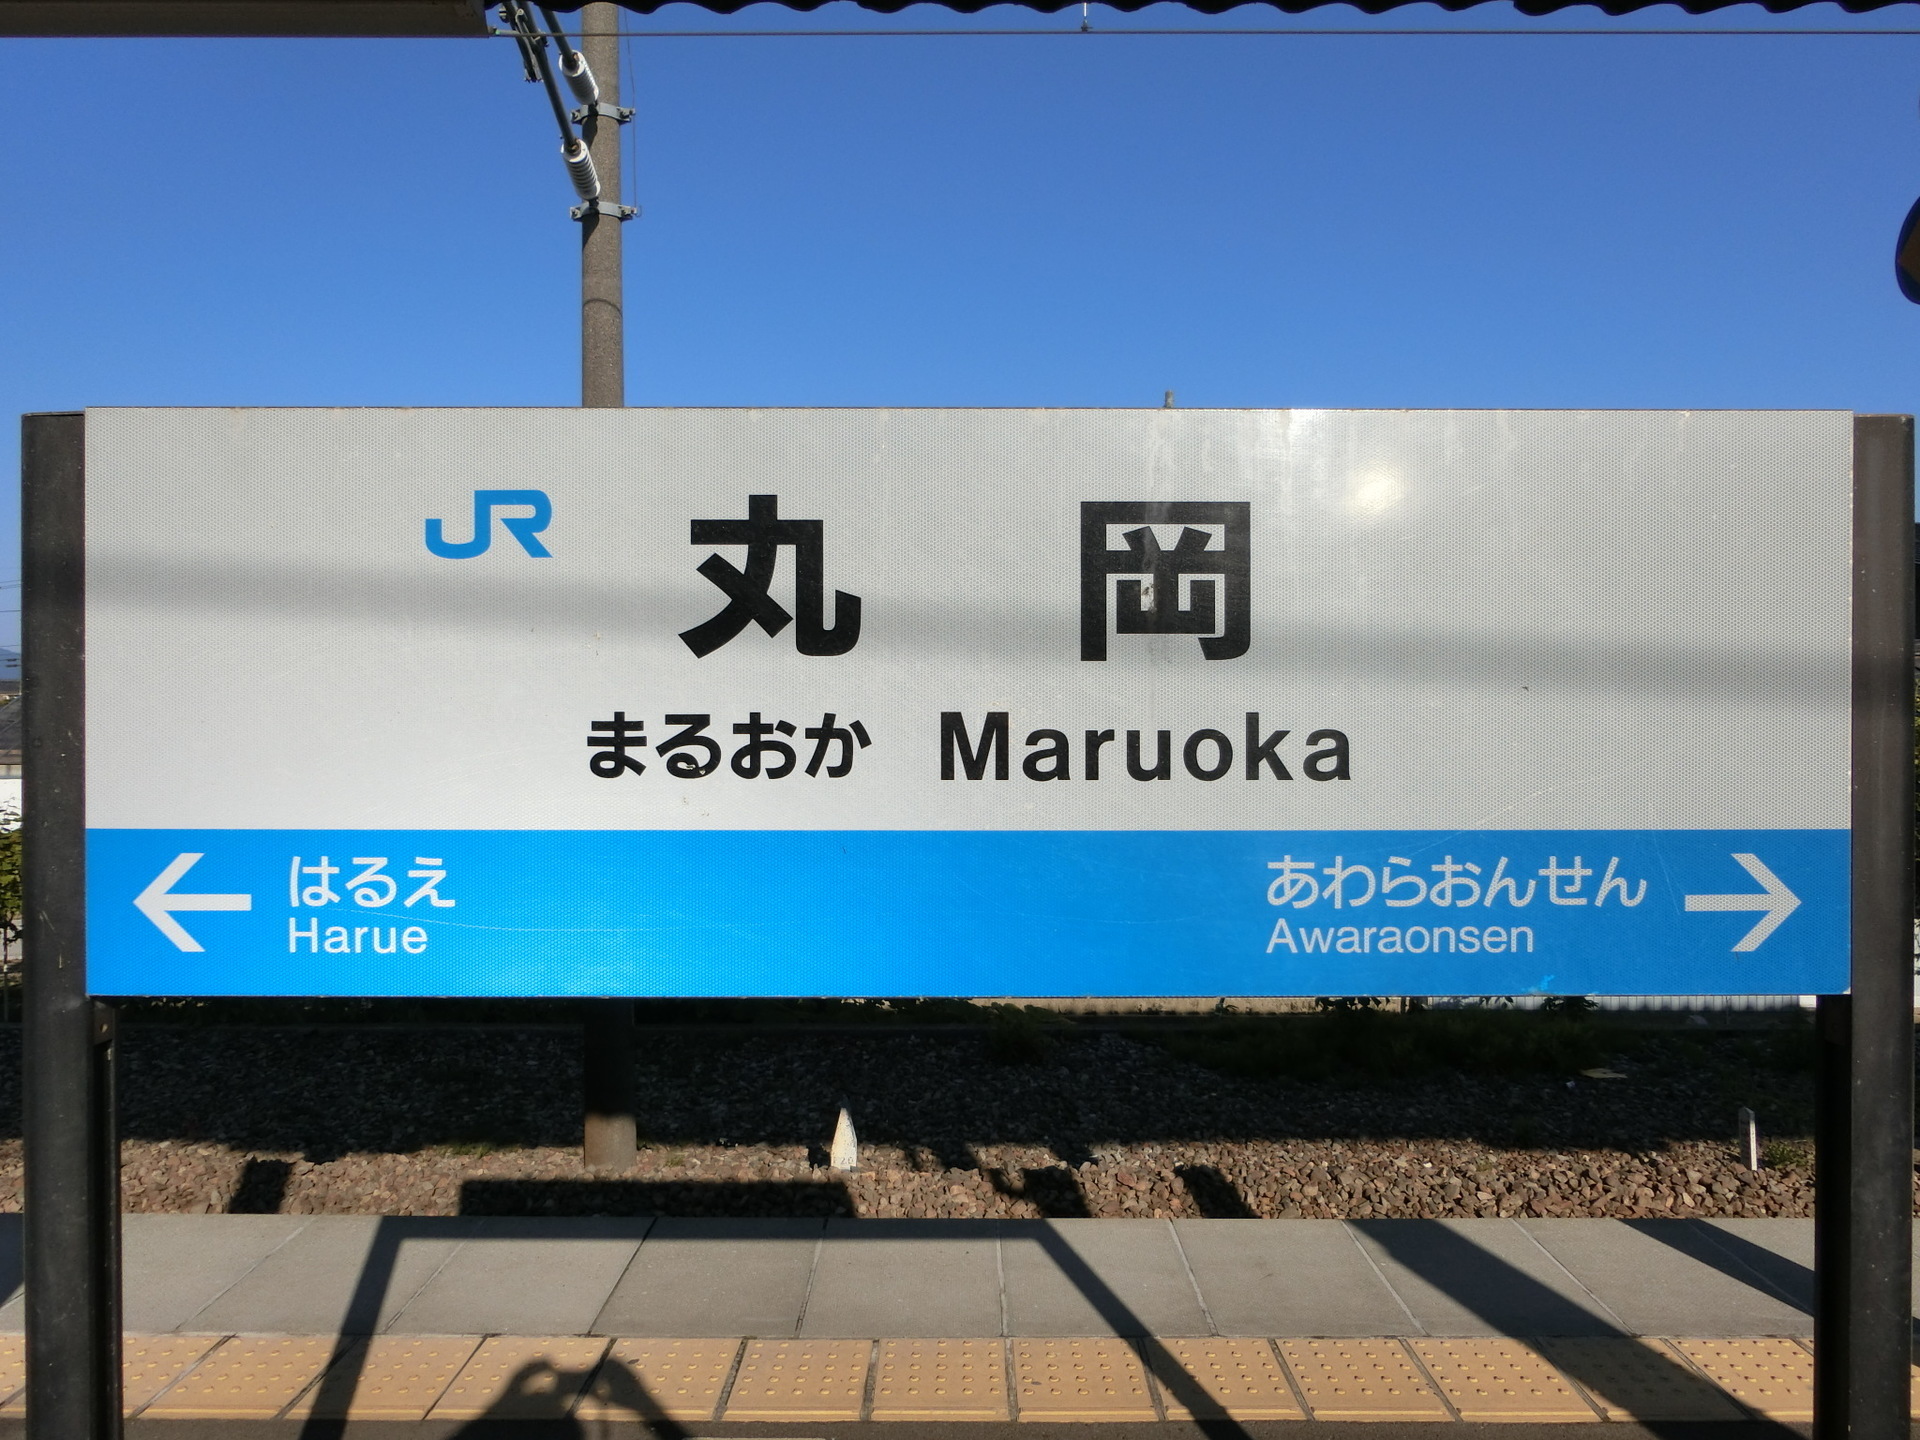 JR 丸岡
まるおか Maruoka
はるえ
Harue
あわらおんせん
Awaraonsen